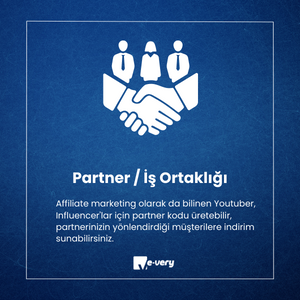 Partner / İş Ortaklığı
Affiliate marketing olarak da bilinen Youtuber,
Influencer'lar için partner kodu üretebilir,
partnerinizin yönlendirdiği müşterilere indirim
sunabilirsiniz.
e-very